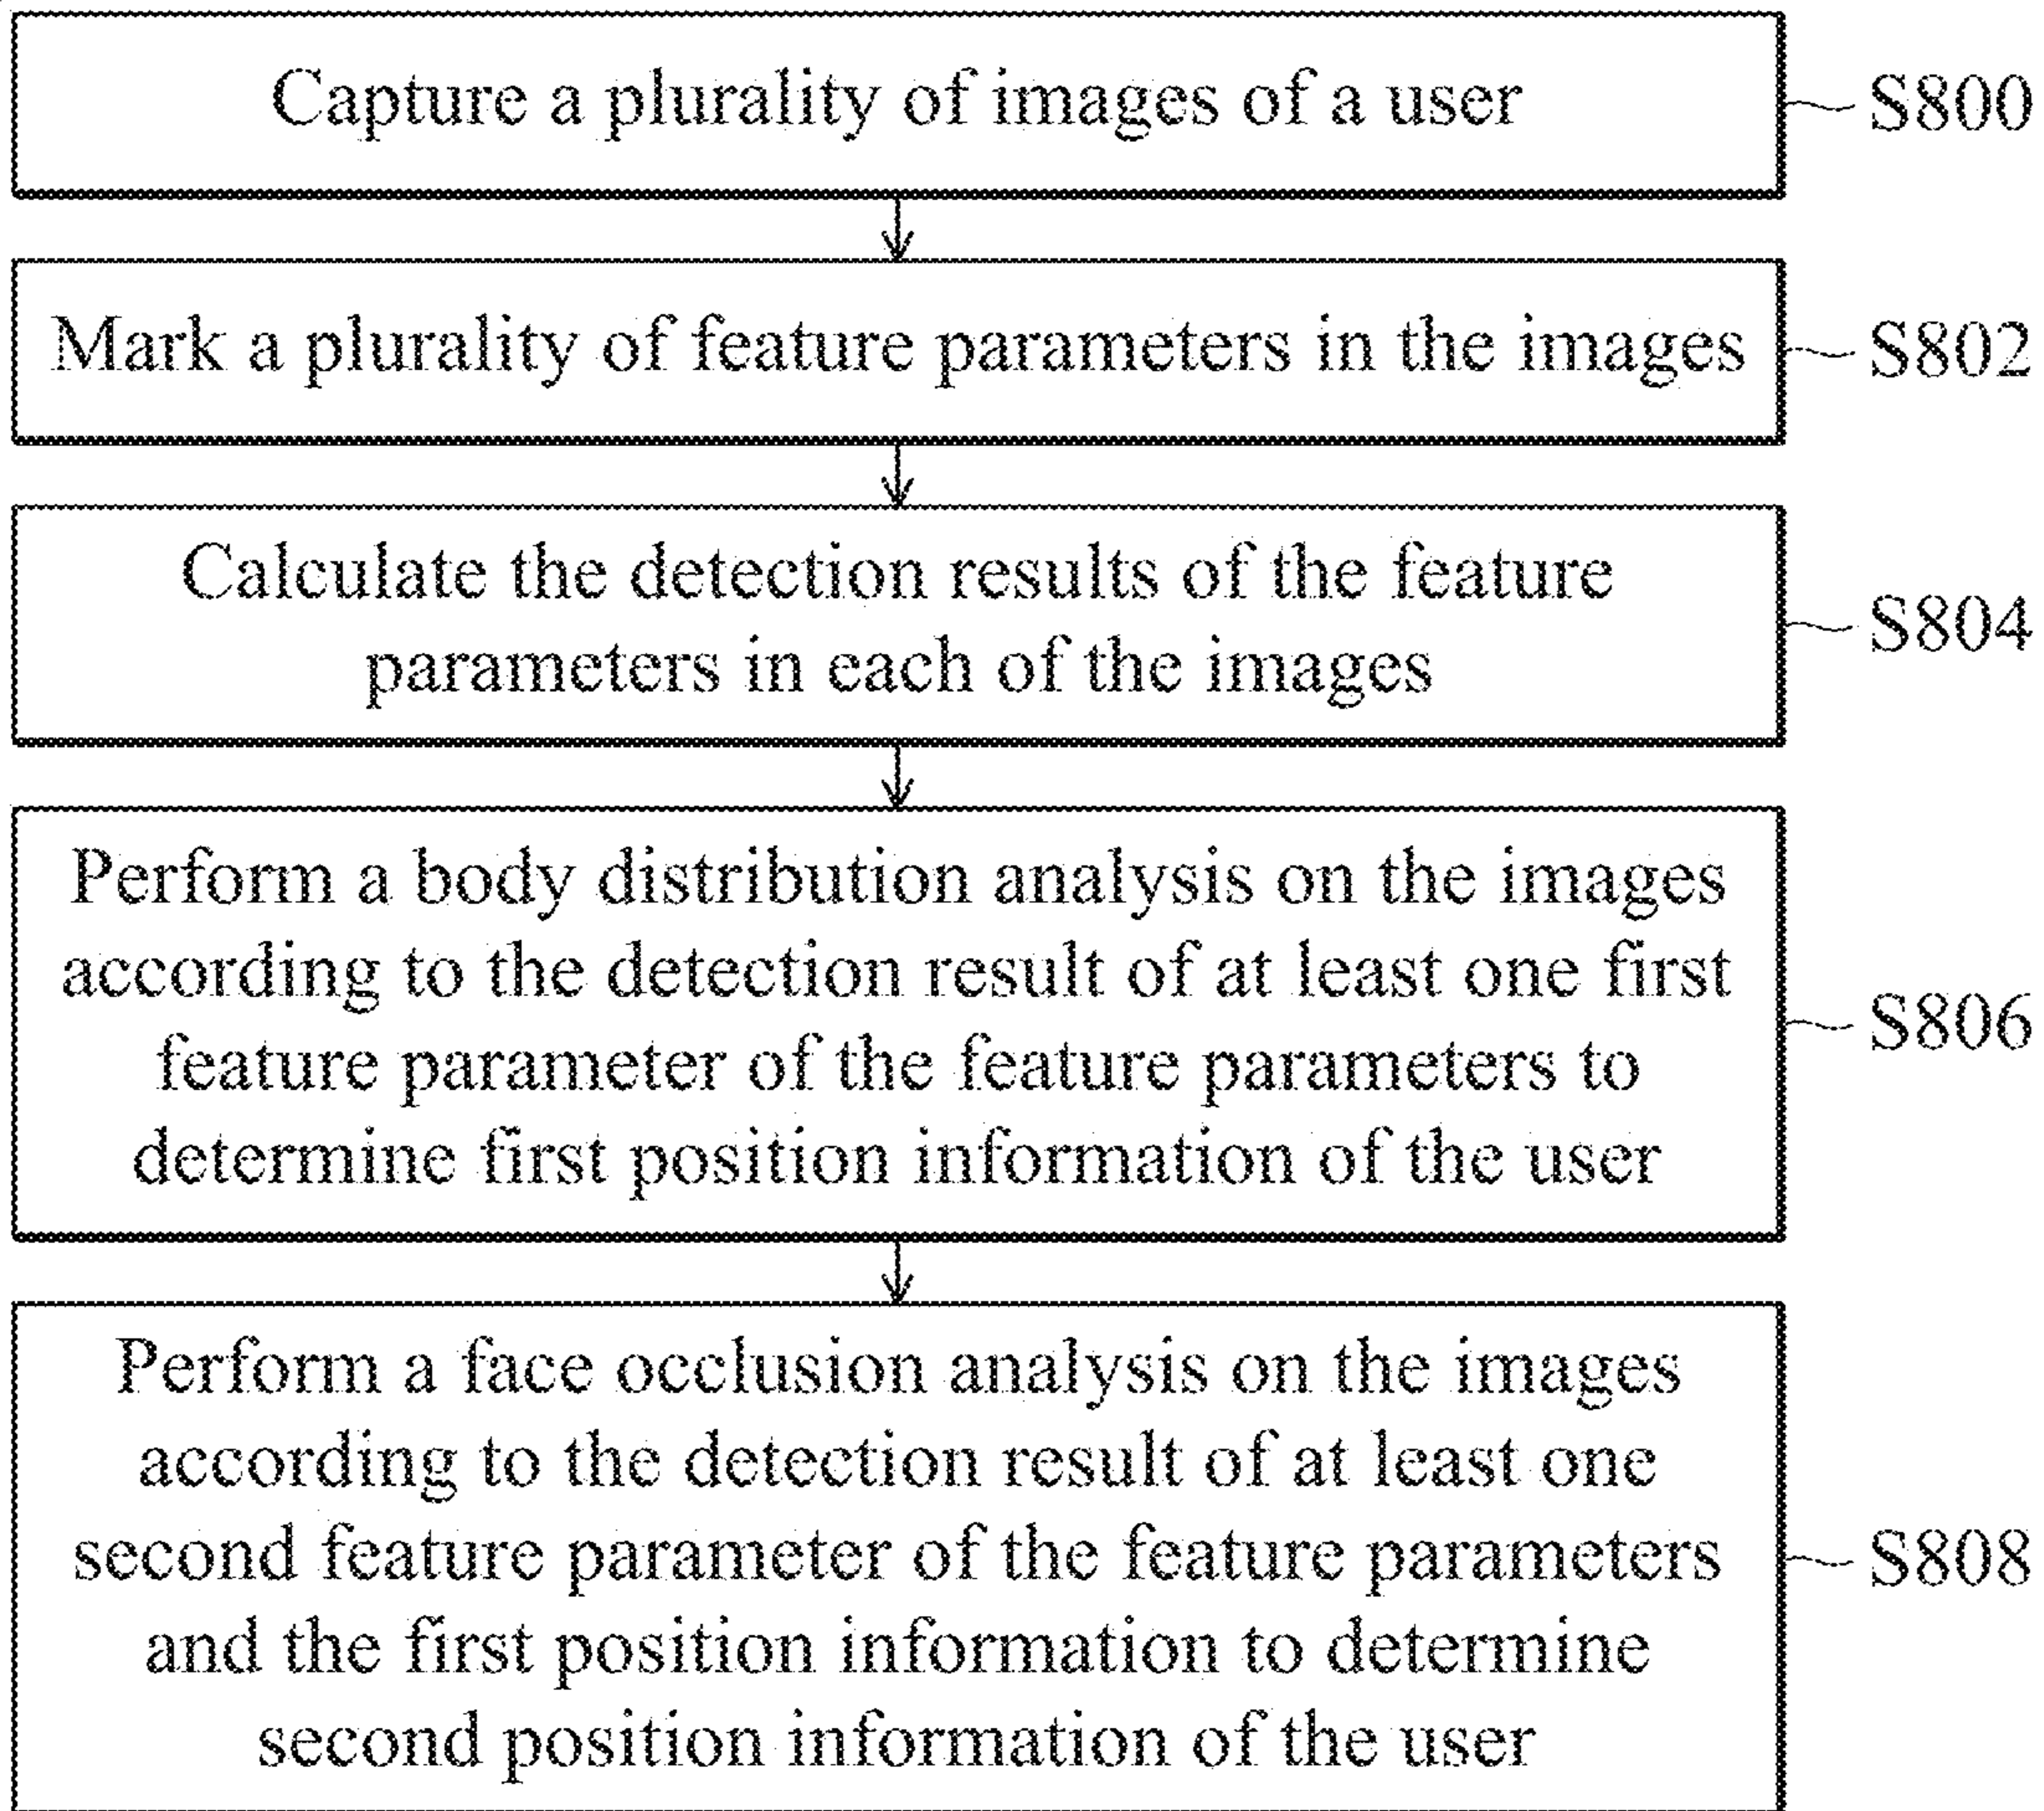 Capture a plurality of images of a user
S800
Mark a plurality of feature parameters in the images
S802
Calculate the detection results of the feature
parameters in each of the images
S804
Perform a body distribution analysis on the images
according to the detection result of at least one first
feature parameter of the feature parameters to
determine first position information of the user
S806
Perform a face occlusion analysis on the images
according to the detection result of at least one
second feature parameter of the feature parameters
and the first position information to determine
second position information of the user
S808